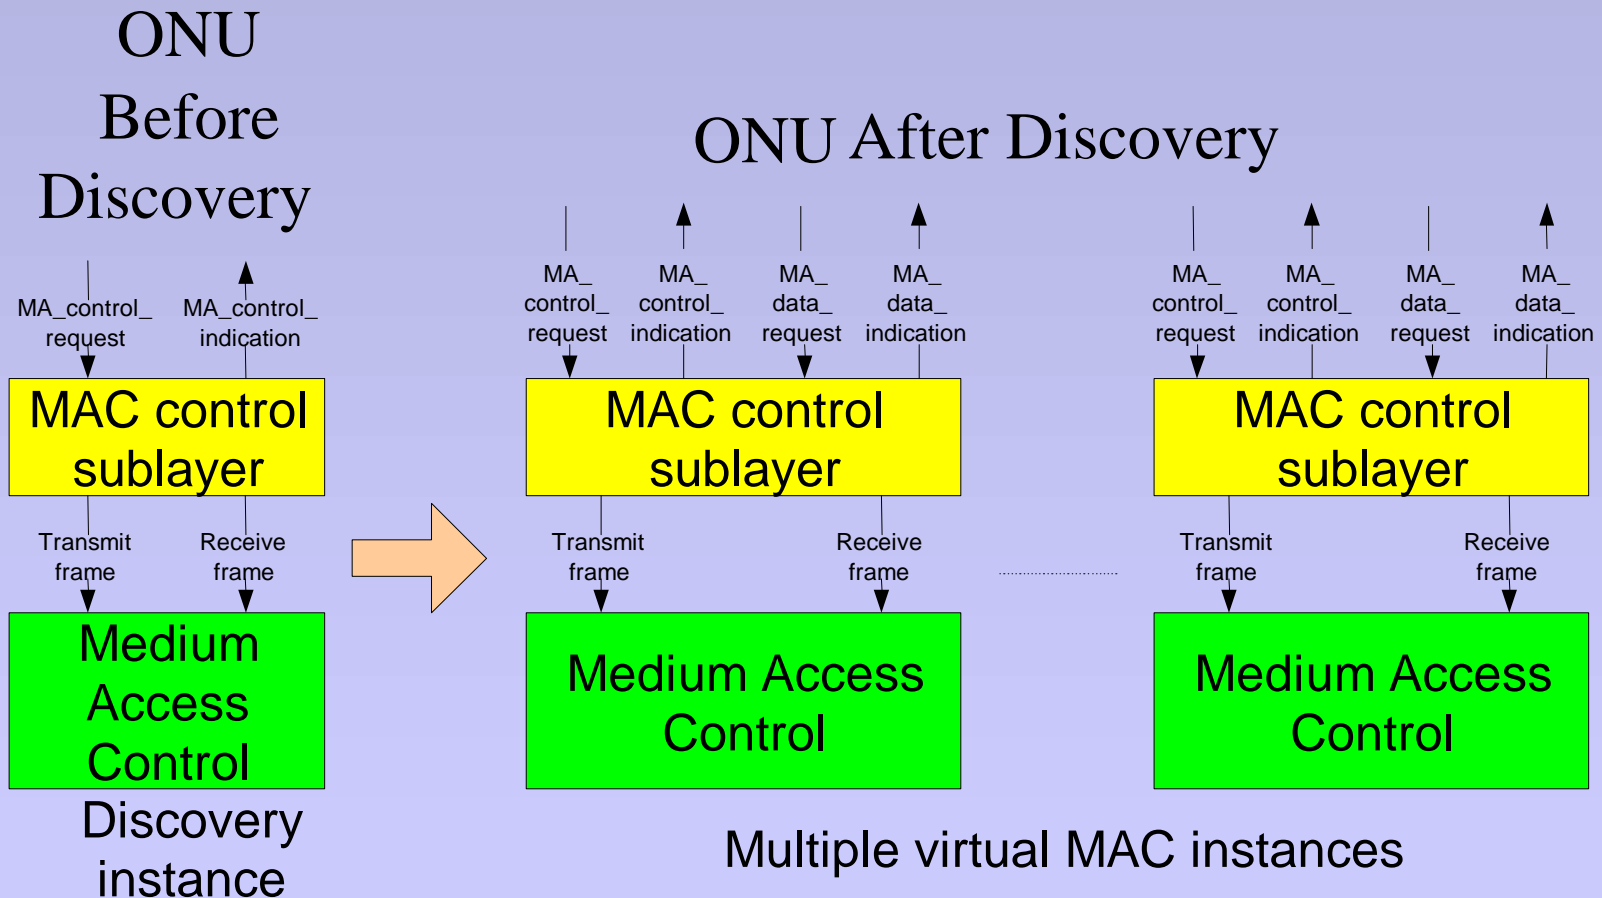 ONU
Before
Discovery
MA_control_
request
MA_control_
indication
MAC control
sublayer
Transmit
frame
Receive
frame
Medium
Access
Control
Discovery
instance
ONU After Discovery
MA_
control_
request
MA_
control_
indication
MA_
data_
request
MA_
data_
indication
MAC control
sublayer
Transmit
frame
Receive
frame
Medium Access
Control
MA_
control_
request
MA_
control_
indication
MA_
data_
request
MA_
data_
indication
MAC control
sublayer
Transmit
frame
Receive
frame
Medium Access
Control
Multiple virtual MAC instances